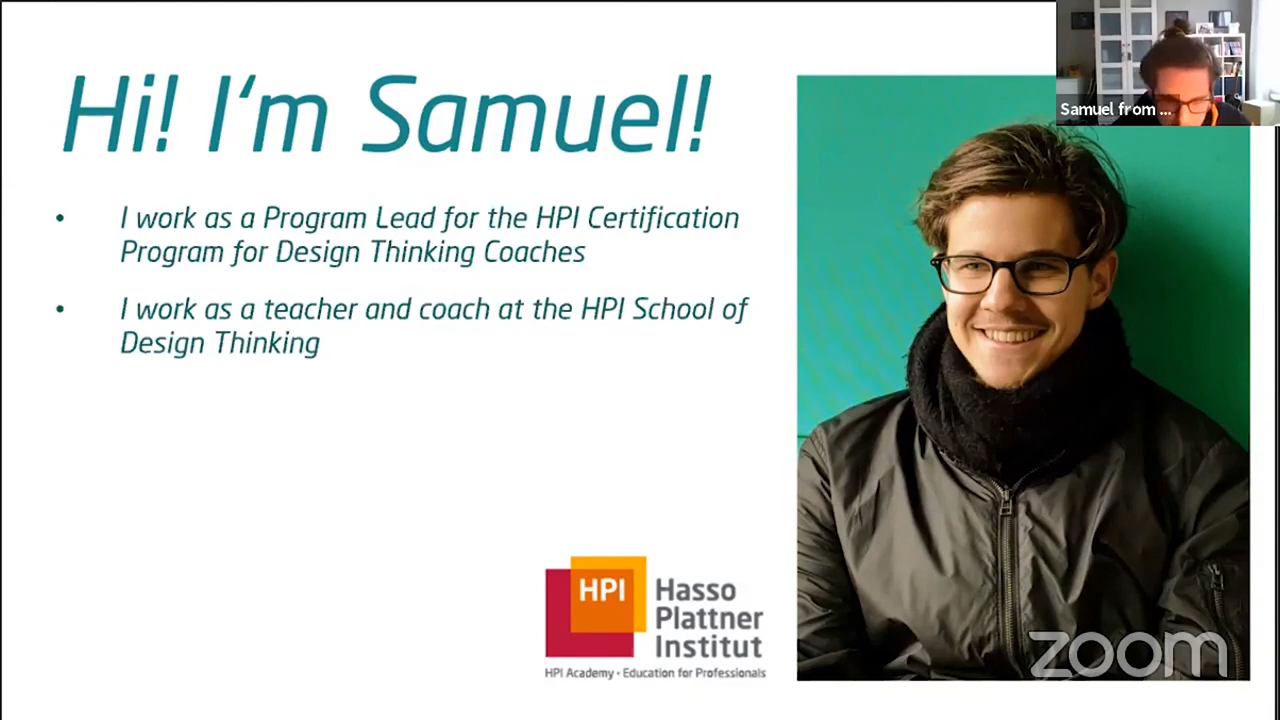 Hi! I‘m Samuel!
• I work as a Program Lead for the HPI Certification
Program for Design Thinking Coaches
• I work as a teacher and coach at the HPI School of
Design Thinking
Samuel from ...
HPI
Hasso
Plattner
Institut
HPI Academy • Education for Professionals
zoom